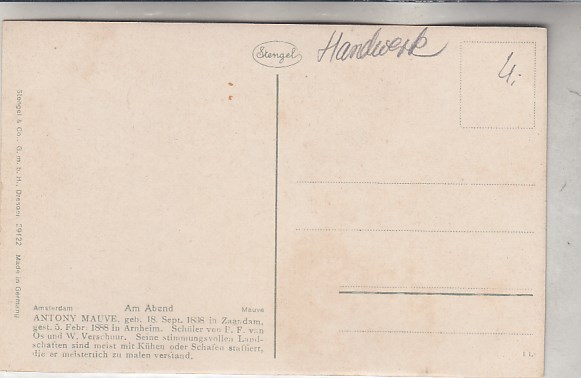 Stengel
Handwerk
4.-
Stengel & Co., G. m. b. H., Dresden 29122 Made in Germany
Amsterdam Am Abend Mauve
ANTONY MAUVE, geb. 18. Sept. 1838 in Zaandam,
gest. 5. Febr. 1888 in Arnheim. Schüler von P. F. van
Os und W. Verschuur. Seine stimmungsvollen Land-
schaften sind meist mit Kühen oder Schafen staffiert,
die er meisterlich zu malen verstand.